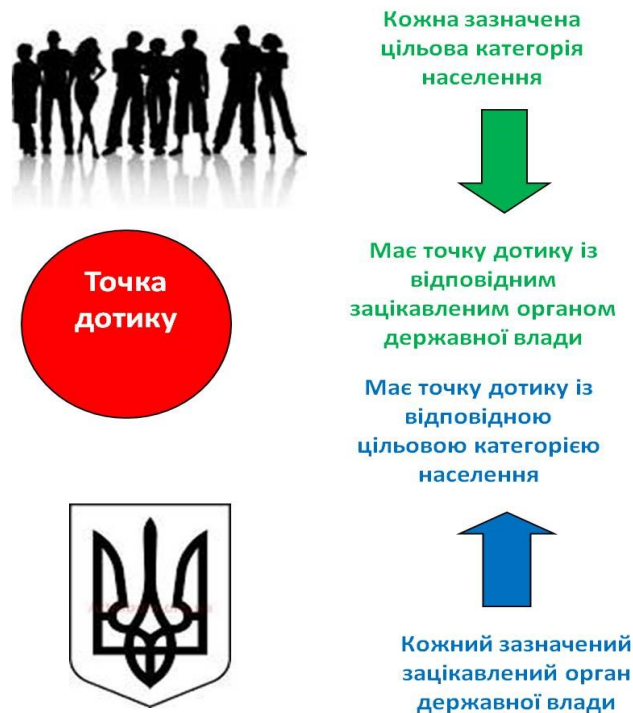 Кожна зазначена
цільова категорія
населення
Точка
дотику
Має точку дотику із
відповідним
зацікавленим органом
державної влади
Має точку дотику із
відповідною
цільовою категорією
населення
Кожний зазначений
зацікавлений орган
державної влади